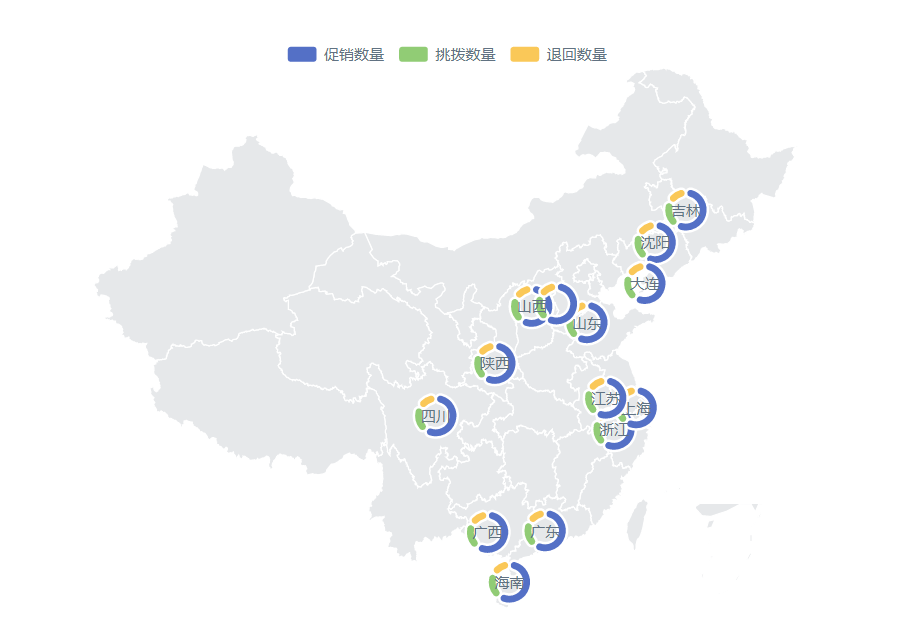 促销数量 挑拨数量 退回数量
吉林
沈阳
大连
山西
山东
陕西
江苏
上海
四川
浙江
广西 广东
海南